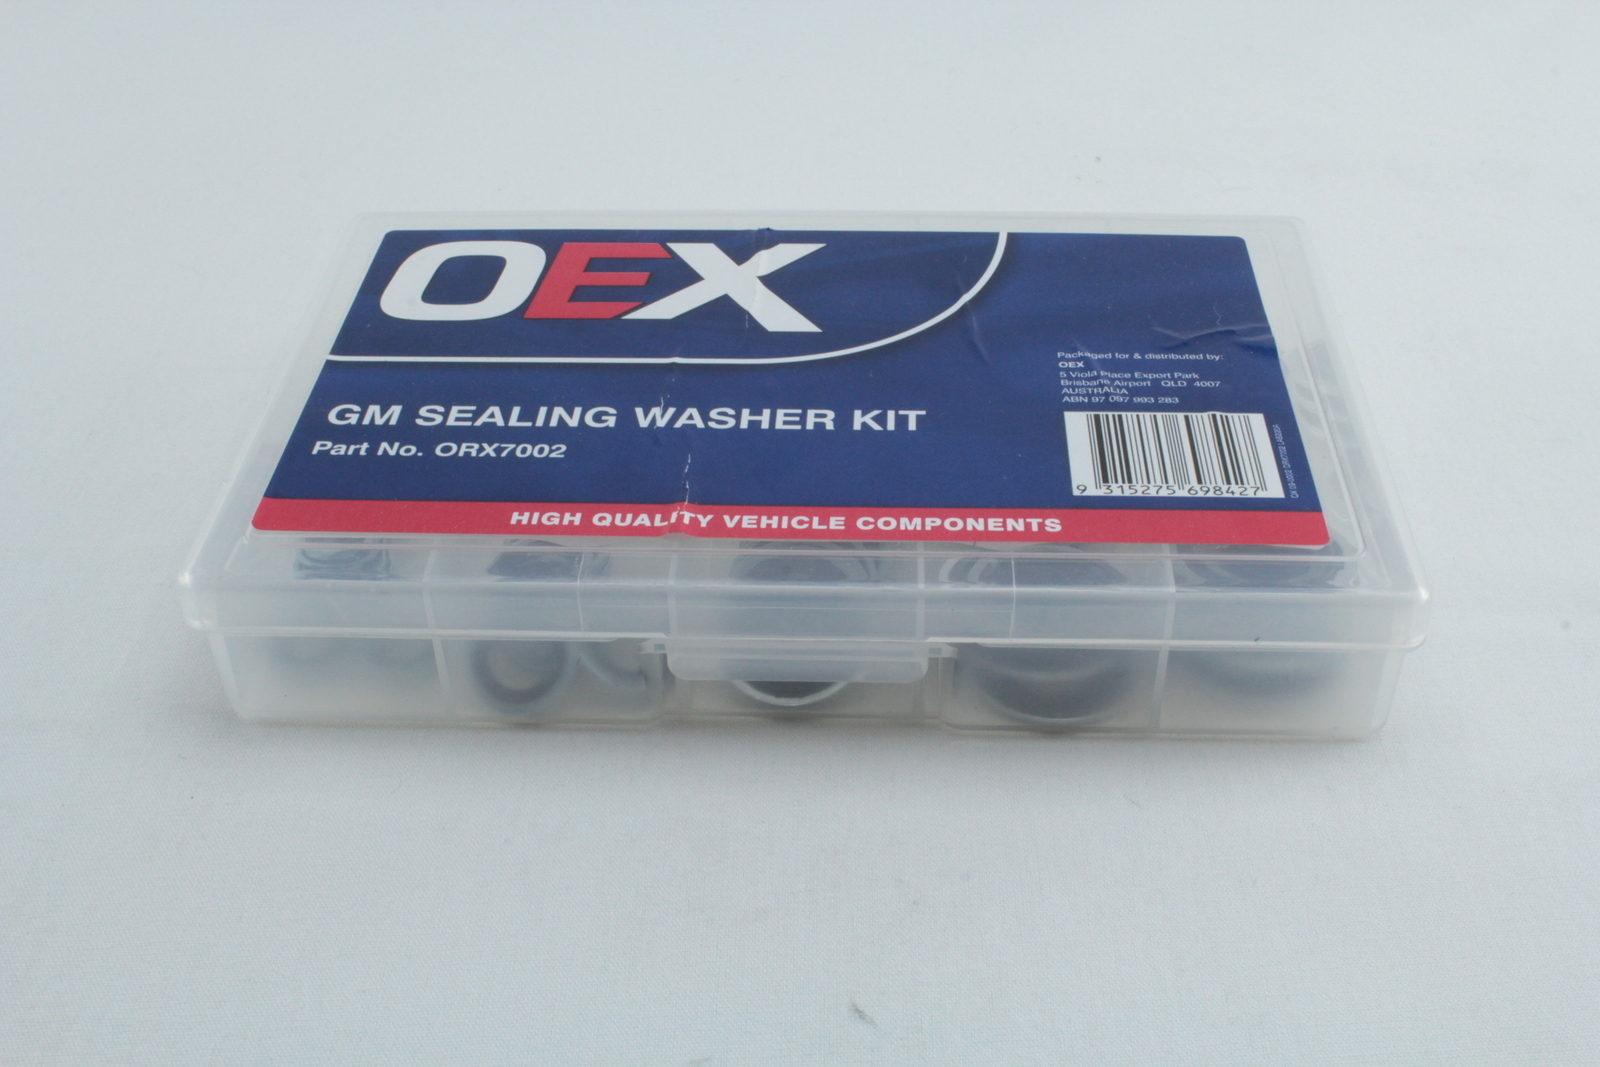 OEX
GM SEALING WASHER KIT
Part No. ORX7002
Packaged for & distributed by:
OEX
5 Viola Place Export Park
Brisbane Airport QLD 4007
AUSTRALIA
ABN 97 097 993 283
9 315275 698427
HIGH QUALITY VEHICLE COMPONENTS